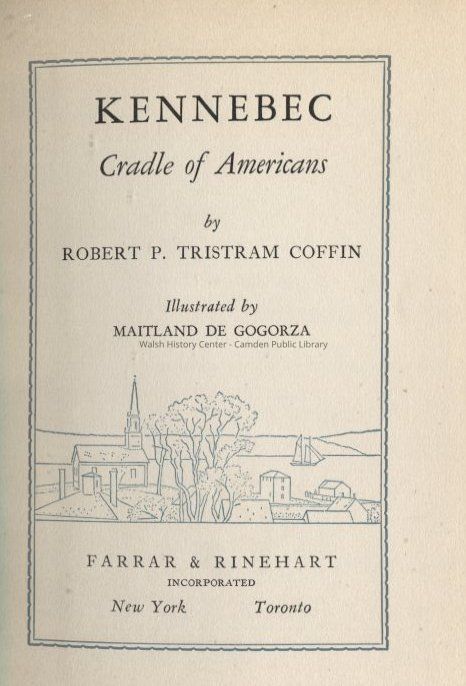 KENNEBEC
Cradle of Americans
by
ROBERT P. TRISTRAM COFFIN
Illustrated by
MAITLAND DE GOGORZA
Walsh History Center - Camden Public Library
FARRAR & RINEHART
INCORPORATED
New York Toronto